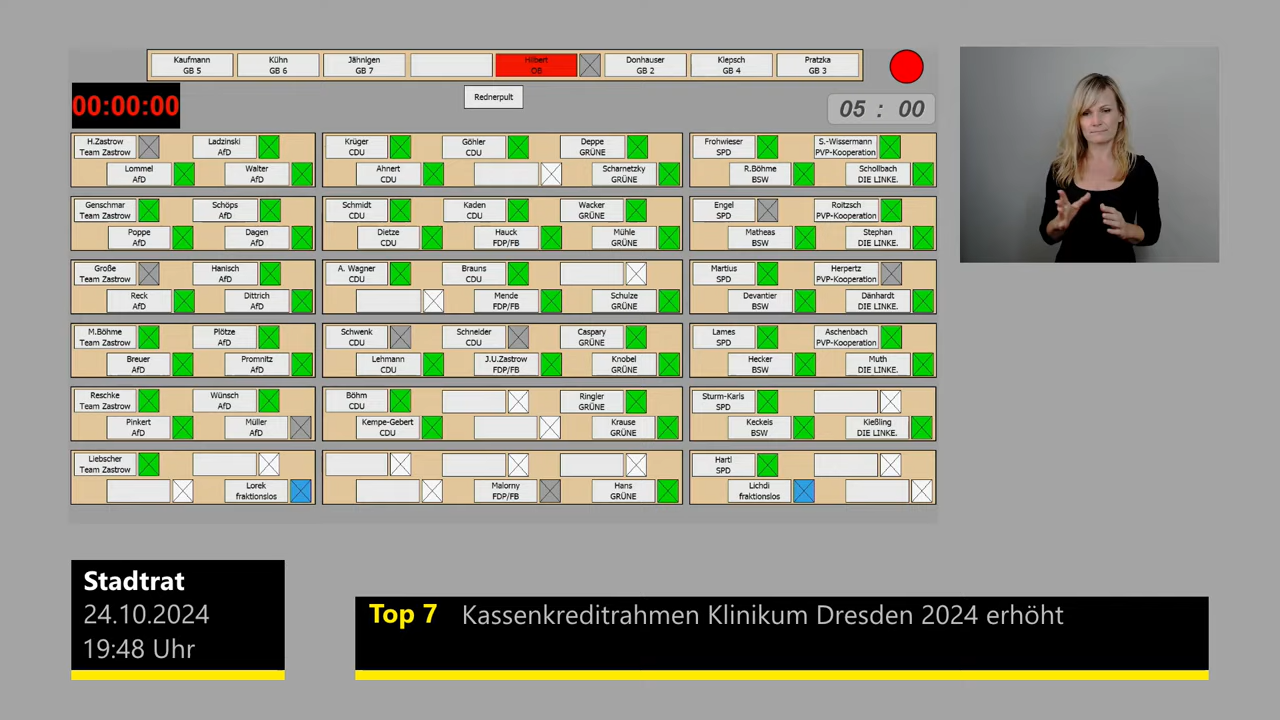 Kaufmann
GB 5
Kühn
GB 6
Jähnigen
GB 7
Hilbert
OB
Donhauser
GB 2
Klepsch
GB 4
Pratzka
GB 3
00:00:00
Rednerpult
05 : 00
H.Zastrow
Team Zastrow
Ladzinski
AfD
Krüger
CDU
Göhler
CDU
Deppe
GRÜNE
Frohwieser
SPD
S.-Wissermann
PVP-Kooperation
Lommel
AfD
Walter
AfD
Ahnert
CDU
Scharnetzky
GRÜNE
R.Böhme
BSW
Schollbach
DIE LINKE.
Genschmar
Team Zastrow
Schöps
AfD
Schmidt
CDU
Kaden
CDU
Wacker
GRÜNE
Engel
SPD
Roitzsch
PVP-Kooperation
Poppe
AfD
Dagen
AfD
Dietze
CDU
Hauck
FDP/FB
Mühle
GRÜNE
Matheas
BSW
Stephan
DIE LINKE.
Große
Team Zastrow
Hanisch
AfD
A. Wagner
CDU
Brauns
CDU
Martius
SPD
Herpertz
PVP-Kooperation
Reck
AfD
Dittrich
AfD
Mende
FDP/FB
Schulze
GRÜNE
Devantier
BSW
Dänhardt
DIE LINKE.
M.Böhme
Team Zastrow
Plötze
AfD
Schwenk
CDU
Schneider
CDU
Caspary
GRÜNE
Lames
SPD
Aschenbach
PVP-Kooperation
Breuer
AfD
Promnitz
AfD
Lehmann
CDU
J.U.Zastrow
FDP/FB
Knobel
GRÜNE
Hecker
BSW
Muth
DIE LINKE.
Reschke
Team Zastrow
Wünsch
AfD
Böhm
CDU
Ringler
GRÜNE
Sturm-Karls
SPD
Pinkert
AfD
Müller
AfD
Kempe-Gebert
CDU
Krause
GRÜNE
Keckeis
BSW
Kießling
DIE LINKE.
Liebscher
Team Zastrow
Hartl
SPD
Lorek
fraktionslos
Malorny
FDP/FB
Hans
GRÜNE
Lichdi
fraktionslos
Stadtrat
24.10.2024
19:48 Uhr
Top 7 Kassenkreditrahmen Klinikum Dresden 2024 erhöht